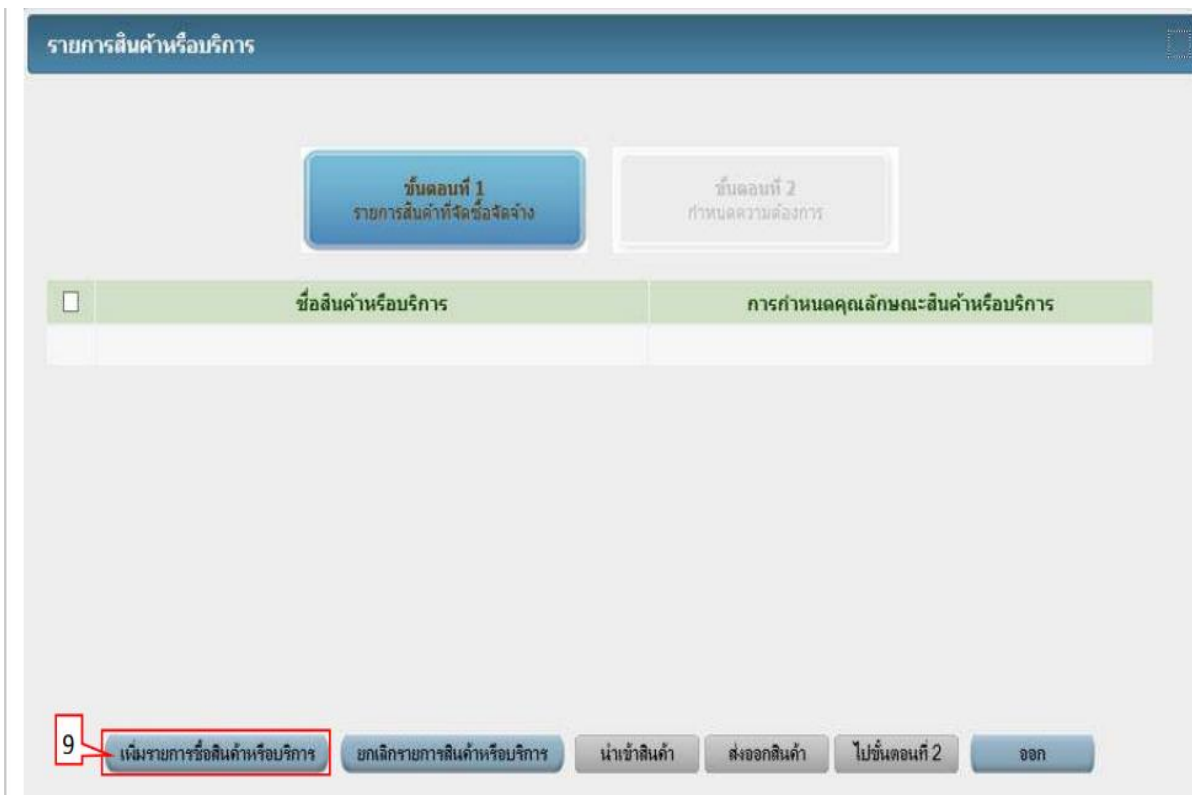 รายการสินค้าหรือบริการ
ขั้นตอนที่ 1
รายการสินค้าที่จัดซื้อจัดจ้าง
ขั้นตอนที่ 2
กำหนดความต้องการ
ชื่อสินค้าหรือบริการ การกำหนดคุณลักษณะสินค้าหรือบริการ
9 เพิ่มรายการชื่อสินค้าหรือบริการ ยกเลิกรายการสินค้าหรือบริการ นำเข้าสินค้า ส่งออกสินค้า ไปขั้นตอนที่ 2 ออก